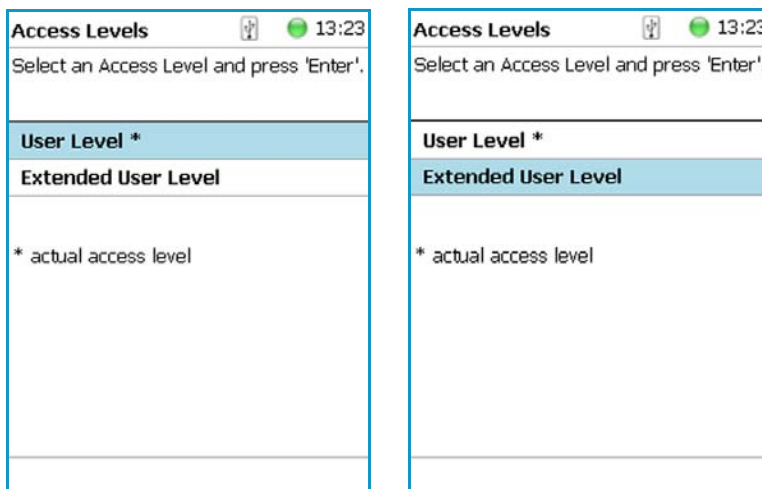 Access Levels 13:23
Select an Access Level and press 'Enter'.
User Level *
Extended User Level
* actual access level
Access Levels 13:23
Select an Access Level and press 'Enter'
User Level *
Extended User Level
* actual access level